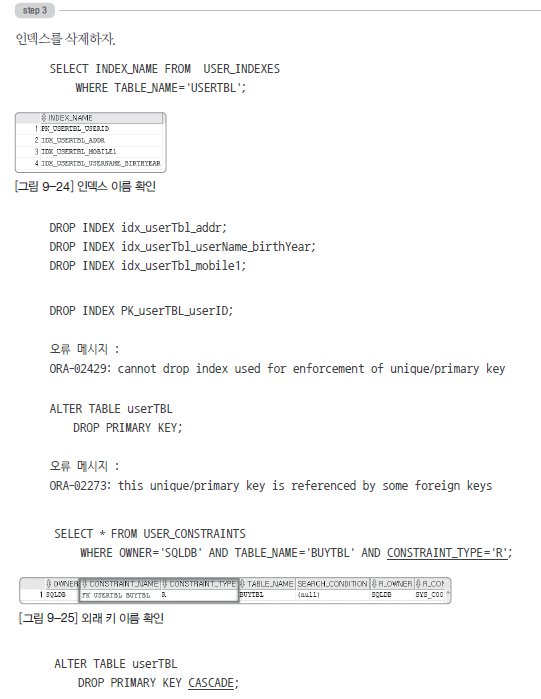 step 3
인덱스를 삭제하자.
SELECT INDEX_NAME FROM USER_INDEXES
WHERE TABLE_NAME='USERTBL';
INDEX_NAME
1 PK_USERTBL_USERID
2 IDX_USERTBL_ADDR
3 IDX_USERTBL_MOBILE1
4 IDX_USERTBL_USERNAME_BIRTHYEAR
[그림 9-24] 인덱스 이름 확인
DROP INDEX idx_userTbl_addr;
DROP INDEX idx_userTbl_userName_birthYear;
DROP INDEX idx_userTbl_mobile1;
DROP INDEX PK_userTBL_userID;
오류 메시지 :
ORA-02429: cannot drop index used for enforcement of unique/primary key
ALTER TABLE userTBL
DROP PRIMARY KEY;
오류 메시지 :
ORA-02273: this unique/primary key is referenced by some foreign keys
SELECT * FROM USER_CONSTRAINTS
WHERE OWNER='SQLDB' AND TABLE_NAME='BUYTBL' AND CONSTRAINT_TYPE='R';
OWNER CONSTRAINT_NAME CONSTRAINT_TYPE TABLE_NAME SEARCH_CONDITION R_OWNER R_CON
1 SQLDB FK_USERTBL_BUYTBL R BUYTBL (null) SQLDB SYS_C00
[그림 9-25] 외래 키 이름 확인
ALTER TABLE userTBL
DROP PRIMARY KEY CASCADE;